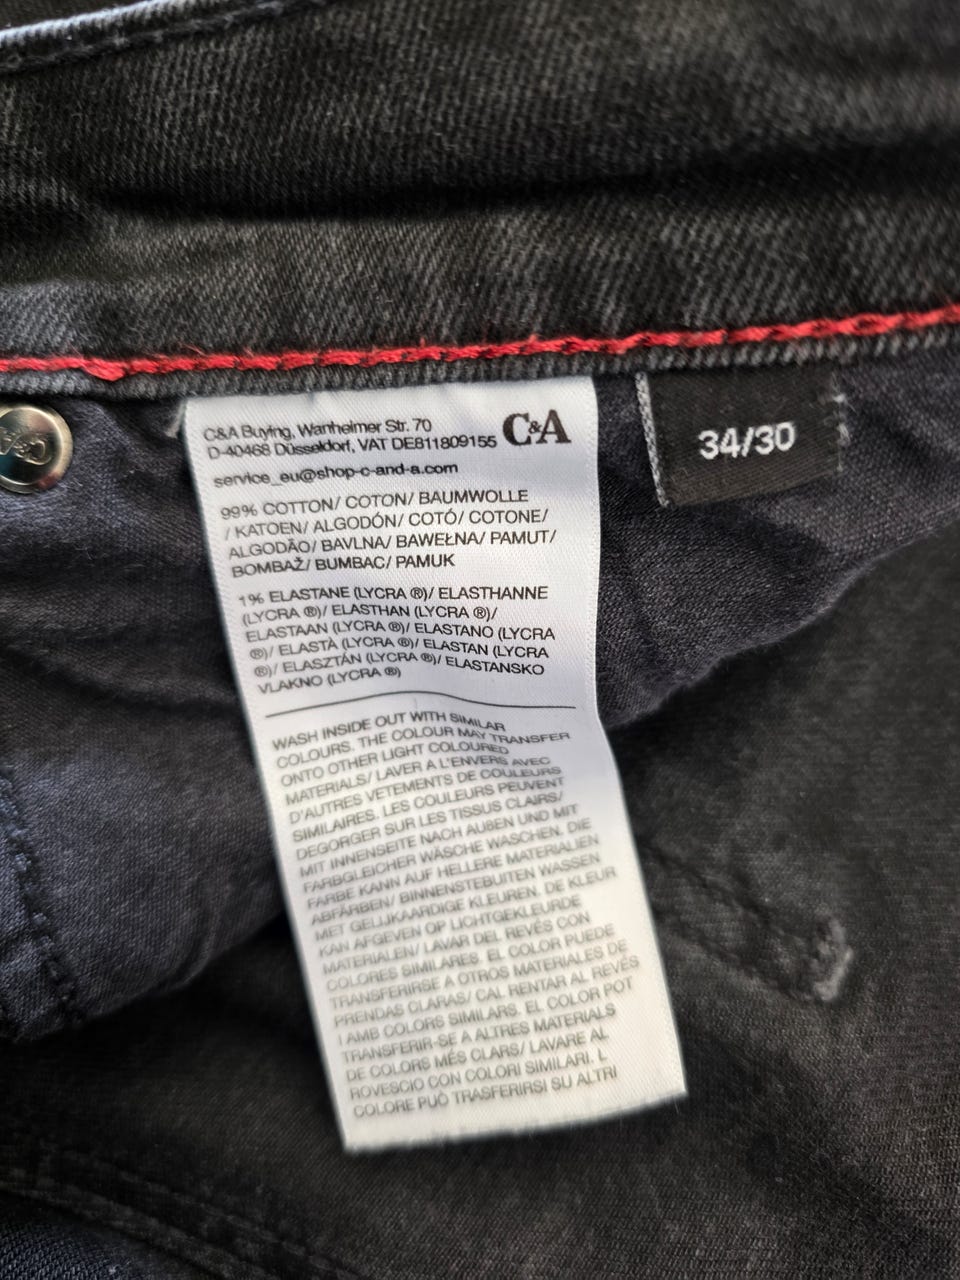 C&A Buying, Wanheimer Str. 70
D-40468 Düsseldorf, VAT DE811809155
C&A
service_eu@shop-c-and-a.com
99% COTTON/ COTON/ BAUMWOLLE
/ KATOEN/ ALGODÓN/ COTÓ/ COTONE/
ALGODÃO/ BAVLNA/ BAWEŁNA/ PAMUT/
BOMBAŽ/ BUMBAC/ PAMUK
1% ELASTANE (LYCRA ®)/ ELASTHANNE
(LYCRA ®)/ ELASTHAN (LYCRA ®)/
ELASTAAN (LYCRA ®)/ ELASTANO (LYCRA
®)/ ELASTÀ (LYCRA ®)/ ELASTAN (LYCRA
®)/ ELASZTÁN (LYCRA ®)/ ELASTANSKO
VLAKNO (LYCRA ®)
WASH INSIDE OUT WITH SIMILAR
COLOURS. THE COLOUR MAY TRANSFER
ONTO OTHER LIGHT COLOURED
MATERIALS/ LAVER A L'ENVERS AVEC
D'AUTRES VETEMENTS DE COULEURS
SIMILAIRES. LES COULEURS PEUVENT
DEGORGER SUR LES TISSUS CLAIRS/
MIT INNENSEITE NACH AUßEN UND MIT
FARBGLEICHER WÄSCHE WASCHEN. DIE
FARBE KANN AUF HELLERE MATERIALIEN
ABFÄRBEN/ BINNENSTEBUITEN WASSEN
MET GELIJKAARDIGE KLEUREN. DE KLEUR
KAN AFGEVEN OP LICHTGEKLEURDE
MATERIALEN/ LAVAR DEL REVÉS CON
COLORES SIMILARES. EL COLOR PUEDE
TRANSFERIRSE A OTROS MATERIALES DE
PRENDAS CLARAS/ CAL RENTAR AL REVÉS
I AMB COLORS SIMILARS. EL COLOR POT
TRANSFERIR-SE A ALTRES MATERIALS
DE COLORS MÉS CLARS/ LAVARE AL
ROVESCIO CON COLORI SIMILARI. L
COLORE PUÒ TRASFERIRSI SU ALTRI
34/30
C&A